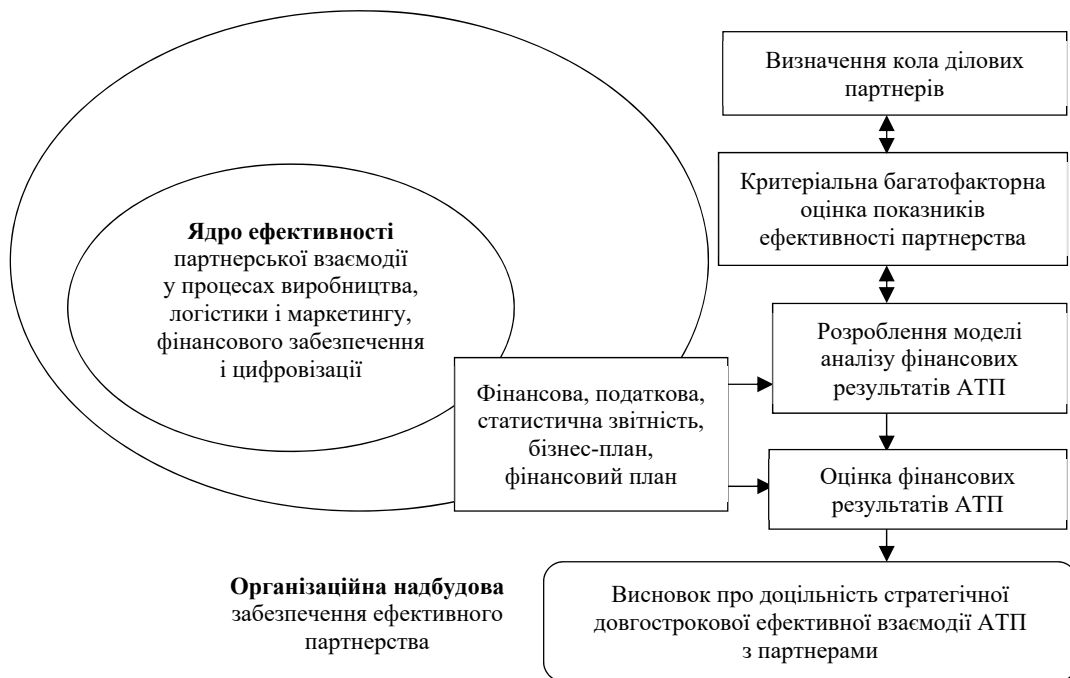 Визначення кола ділових
партнерів
Критеріальна багатофакторна
оцінка показників
ефективності партнерства
Ядро ефективності
партнерської взаємодії
у процесах виробництва,
логістики і маркетингу,
фінансового забезпечення
і цифровізації
Розроблення моделі
аналізу фінансових
результатів АТП
Фінансова, податкова,
статистична звітність,
бізнес-план,
фінансовий план
Оцінка фінансових
результатів АТП
Організаційна надбудова
забезпечення ефективного
партнерства
Висновок про доцільність стратегічної
довгострокової ефективної взаємодії АТП
з партнерами